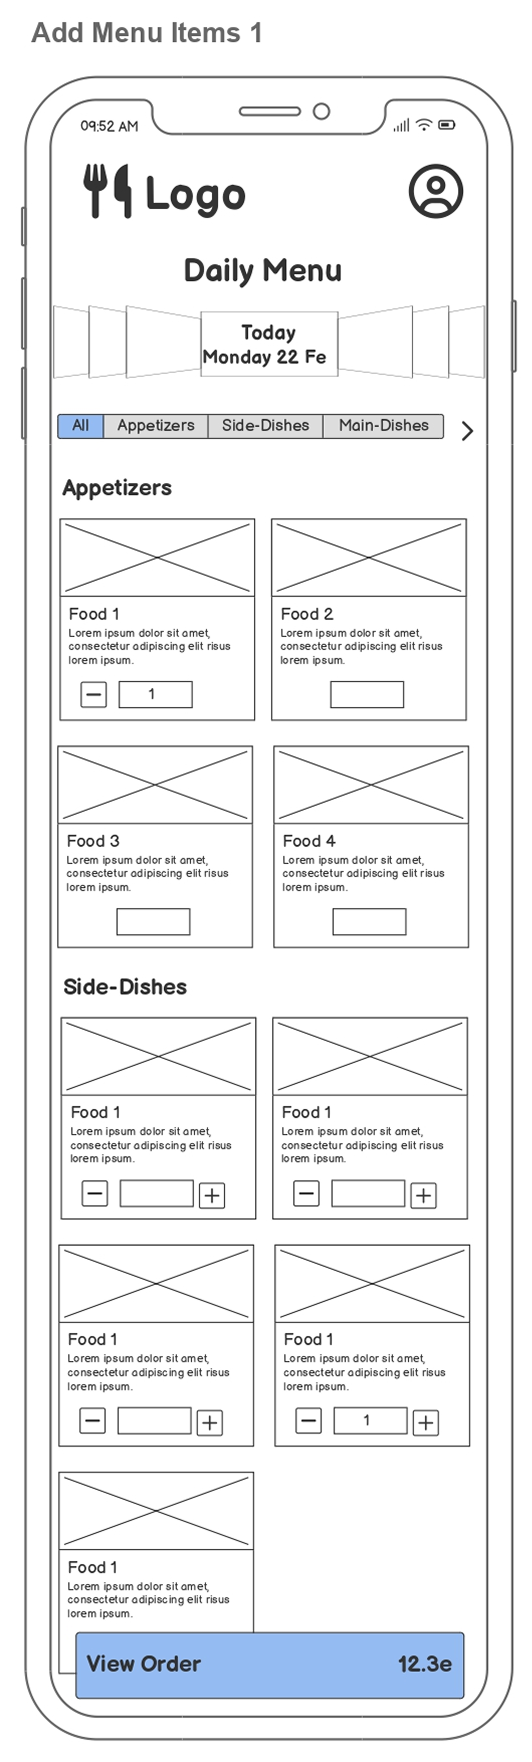 Add Menu Items 1
09:52 AM
Logo
Daily Menu
Today
Monday 22 Fe
All Appetizers Side-Dishes Main-Dishes
Appetizers
Food 1
Lorem ipsum dolor sit amet,
consectetur adipiscing elit risus
lorem ipsum.
1
Food 2
Lorem ipsum dolor sit amet,
consectetur adipiscing elit risus
lorem ipsum.
Food 3
Lorem ipsum dolor sit amet,
consectetur adipiscing elit risus
lorem ipsum.
Food 4
Lorem ipsum dolor sit amet,
consectetur adipiscing elit risus
lorem ipsum.
Side-Dishes
Food 1
Lorem ipsum dolor sit amet,
consectetur adipiscing elit risus
lorem ipsum.
Food 1
Lorem ipsum dolor sit amet,
consectetur adipiscing elit risus
lorem ipsum.
Food 1
Lorem ipsum dolor sit amet,
consectetur adipiscing elit risus
lorem ipsum.
Food 1
Lorem ipsum dolor sit amet,
consectetur adipiscing elit risus
lorem ipsum.
1
Food 1
Lorem ipsum dolor sit amet,
consectetur adipiscing elit risus
lorem ipsum.
View Order 12.3e